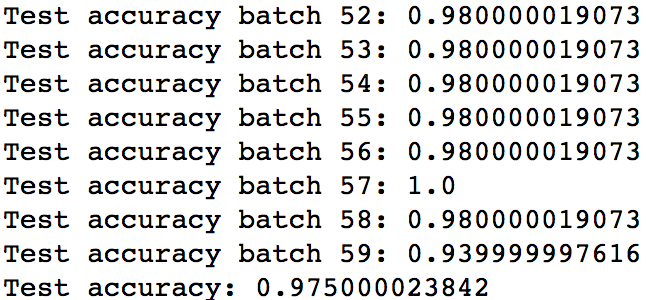 Test accuracy batch 52: 0.980000019073
Test accuracy batch 53: 0.980000019073
Test accuracy batch 54: 0.980000019073
Test accuracy batch 55: 0.980000019073
Test accuracy batch 56: 0.980000019073
Test accuracy batch 57: 1.0
Test accuracy batch 58: 0.980000019073
Test accuracy batch 59: 0.939999997616
Test accuracy: 0.975000023842